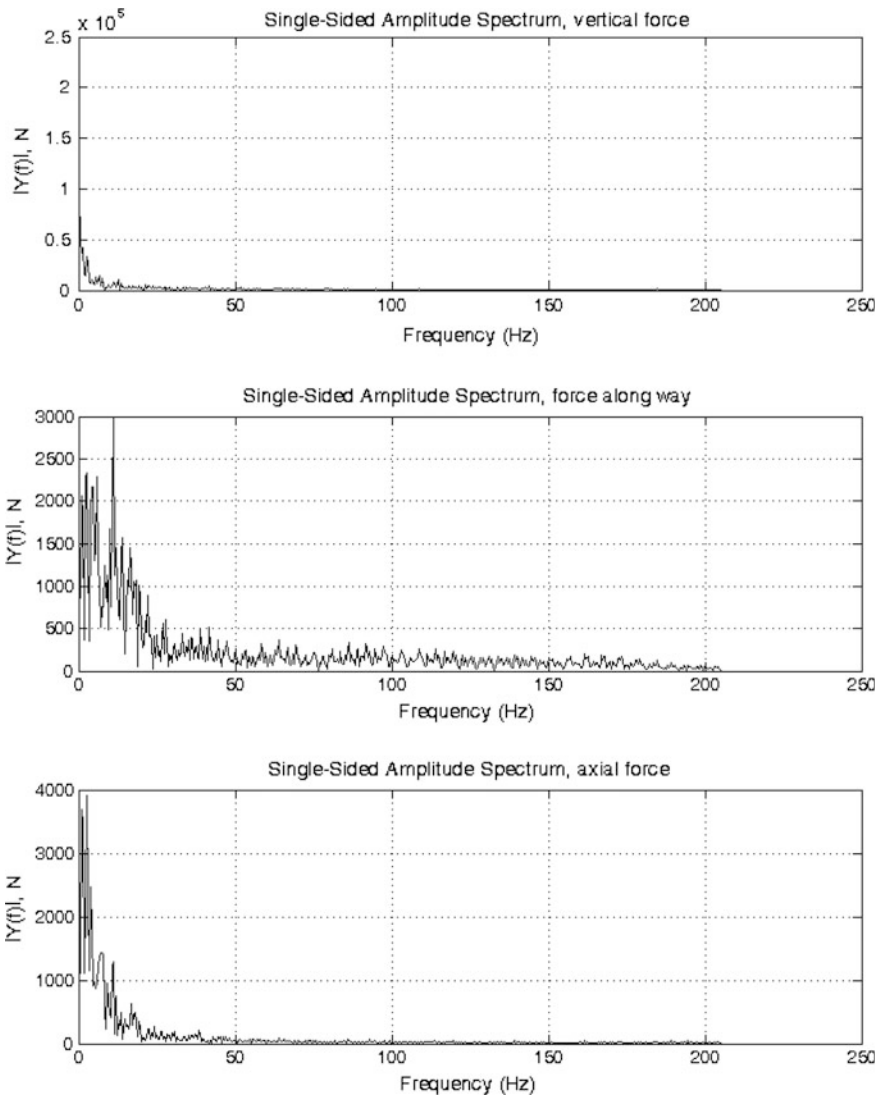 Single-Sided Amplitude Spectrum, vertical force
x 10^5
2.5
2
1.5
1
0.5
0
|Y(f)|, N
0 50 100 150 200 250
Frequency (Hz)
Single-Sided Amplitude Spectrum, force along way
3000
2500
2000
1500
1000
500
0
|Y(f)|, N
0 50 100 150 200 250
Frequency (Hz)
Single-Sided Amplitude Spectrum, axial force
4000
3000
2000
1000
0
|Y(f)|, N
0 50 100 150 200 250
Frequency (Hz)